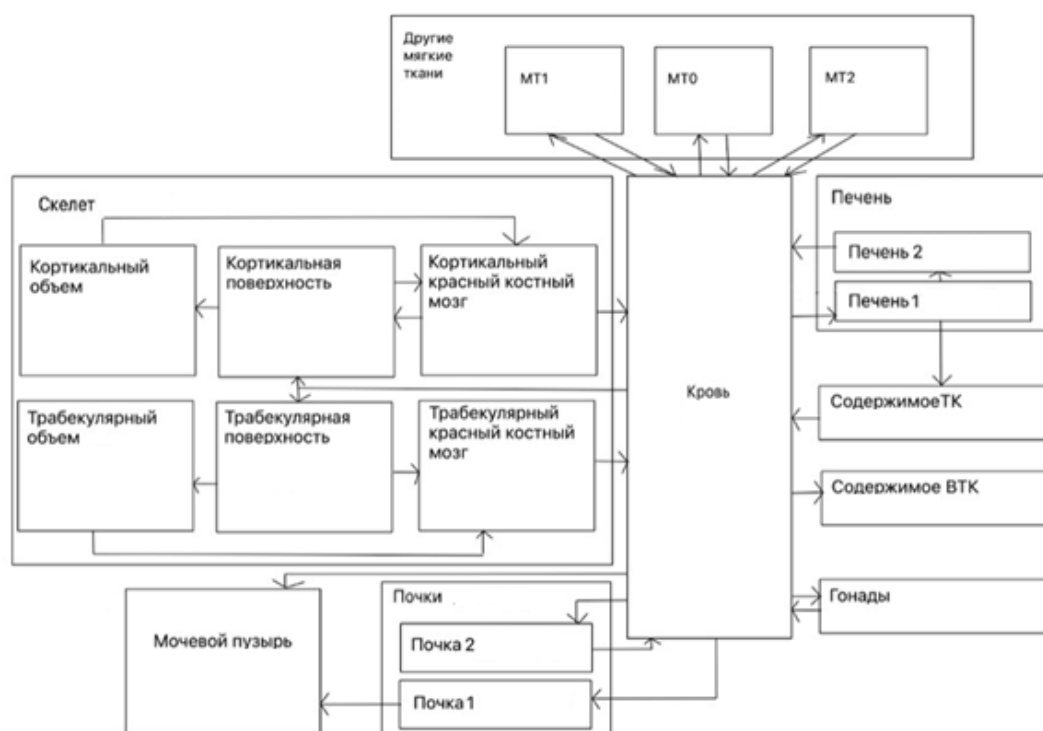 Другие
мягкие
ткани
МТ1
МТ0
МТ2
Скелет
Кортикальный
объем
Кортикальная
поверхность
Кортикальный
красный костный
мозг
Трабекулярный
объем
Трабекулярная
поверхность
Трабекулярный
красный костный
мозг
Кровь
Печень
Печень 2
Печень 1
СодержимоеТК
Содержимое ВТК
Гонады
Почки
Почка 2
Почка 1
Мочевой пузырь